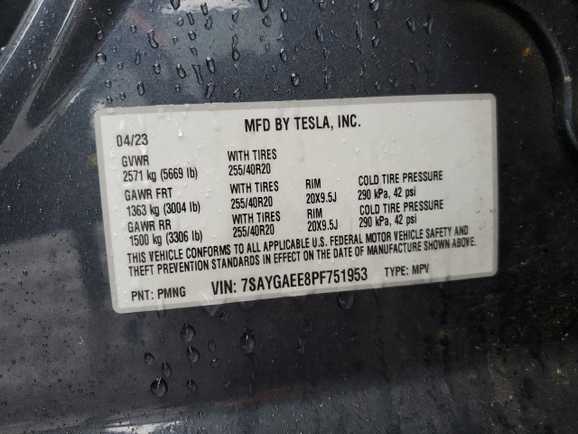 MFD BY TESLA, INC.
04/23
GVWR WITH TIRES
2571 kg (5669 lb) 255/40R20
GAWR FRT WITH TIRES RIM COLD TIRE PRESSURE
1363 kg (3004 lb) 255/40R20 20X9.5J 290 kPa, 42 psi
GAWR RR WITH TIRES RIM COLD TIRE PRESSURE
1500 kg (3306 lb) 255/40R20 20X9.5J 290 kPa, 42 psi
THIS VEHICLE CONFORMS TO ALL APPLICABLE U.S. FEDERAL MOTOR VEHICLE SAFETY AND
THEFT PREVENTION STANDARDS IN EFFECT ON THE DATE OF MANUFACTURE SHOWN ABOVE.
PNT: PMNG VIN: 7SAYGAEE8PF751953 TYPE: MPV